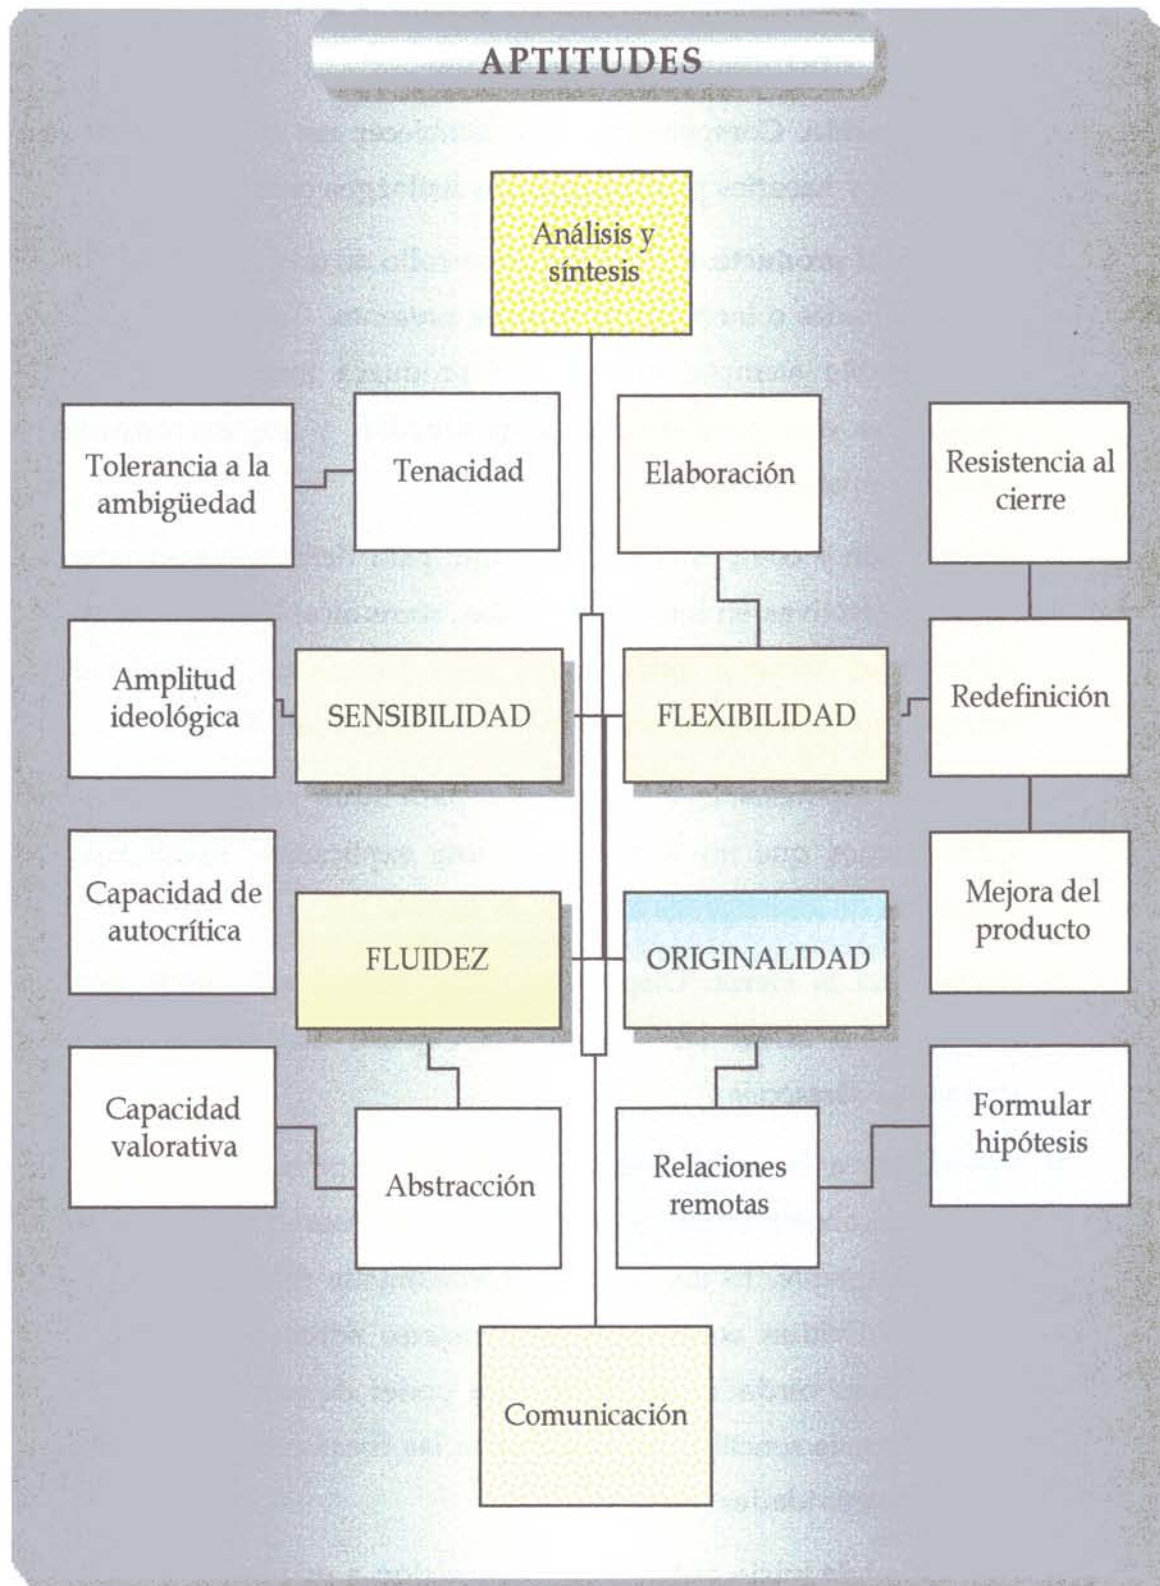 APTITUDES
Análisis y
síntesis
Tolerancia a la
ambigüedad
Tenacidad
Elaboración
Resistencia al
cierre
Amplitud
ideológica
SENSIBILIDAD
FLEXIBILIDAD
Redefinición
Capacidad de
autocrítica
FLUIDEZ
ORIGINALIDAD
Mejora del
producto
Capacidad
valorativa
Abstracción
Relaciones
remotas
Formular
hipótesis
Comunicación